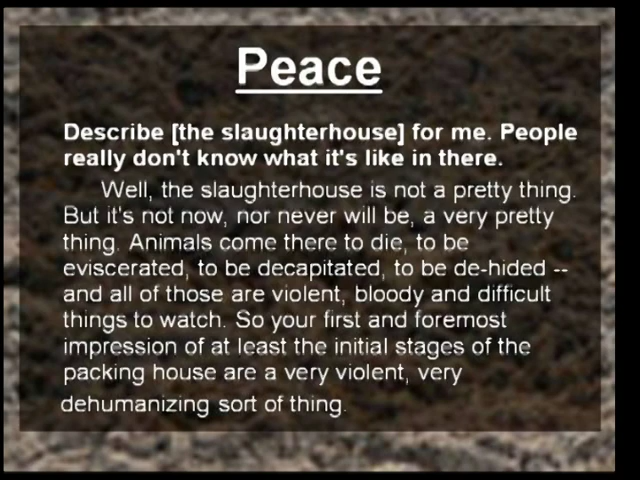 Peace
Describe [the slaughterhouse] for me. People
really don't know what it's like in there.
Well, the slaughterhouse is not a pretty thing.
But it's not now, nor never will be, a very pretty
thing. Animals come there to die, to be
eviscerated, to be decapitated, to be de-hided --
and all of those are violent, bloody and difficult
things to watch. So your first and foremost
impression of at least the initial stages of the
packing house are a very violent, very
dehumanizing sort of thing.